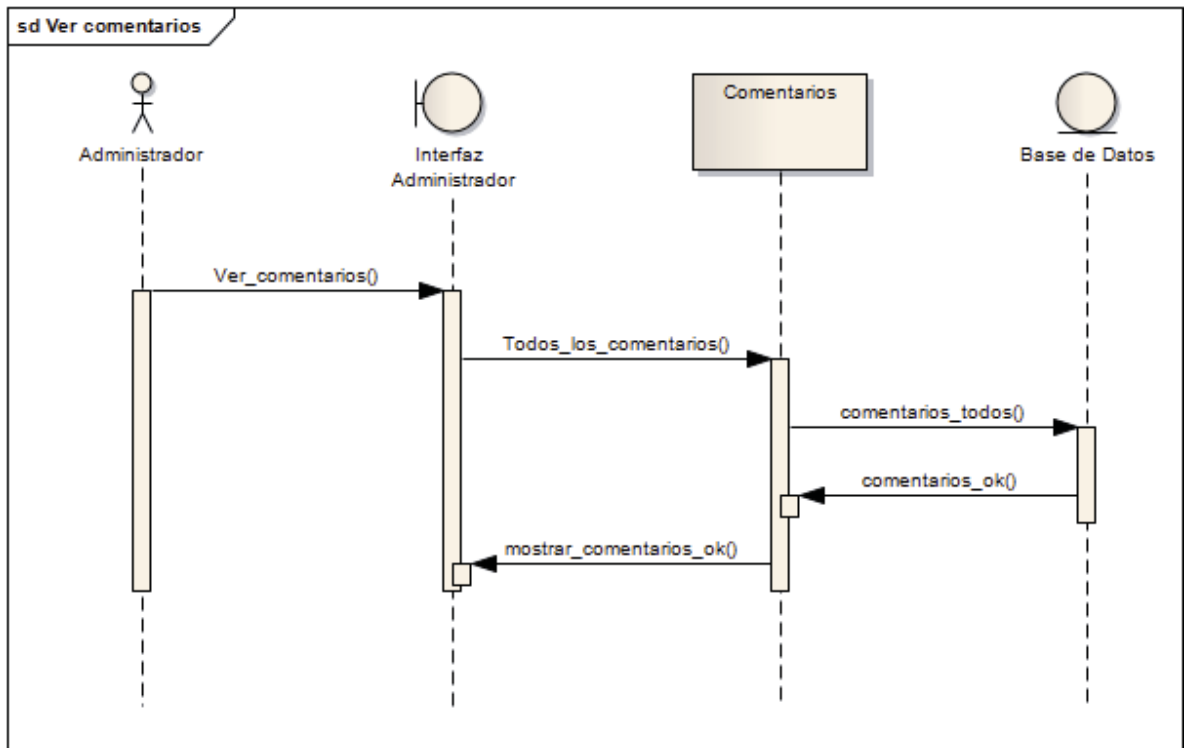 sd Ver comentarios
Administrador
Interfaz
Administrador
Comentarios
Base de Datos
Ver_comentarios()
Todos_los_comentarios()
comentarios_todos()
comentarios_ok()
mostrar_comentarios_ok()